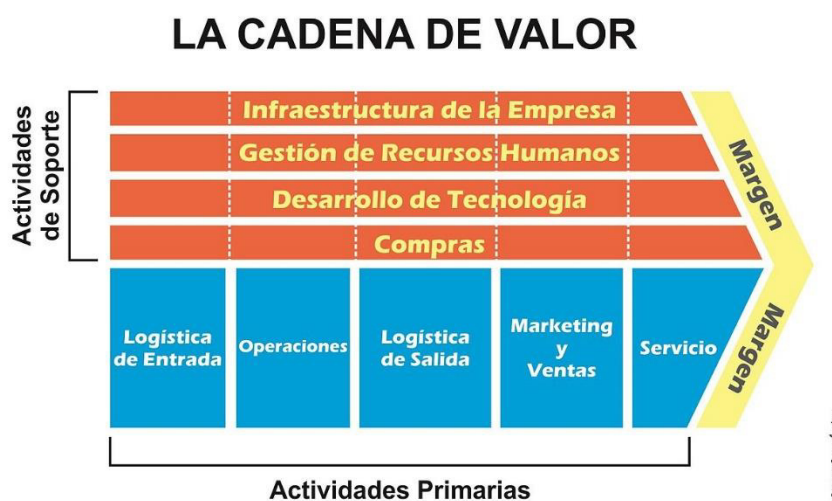 LA CADENA DE VALOR
Actividades
de Soporte
Infraestructura de la Empresa
Gestión de Recursos Humanos
Desarrollo de Tecnología
Compras
Margen
Logística
de Entrada
Operaciones
Logística
de Salida
Marketing
y
Ventas
Servicio
Margen
Actividades Primarias